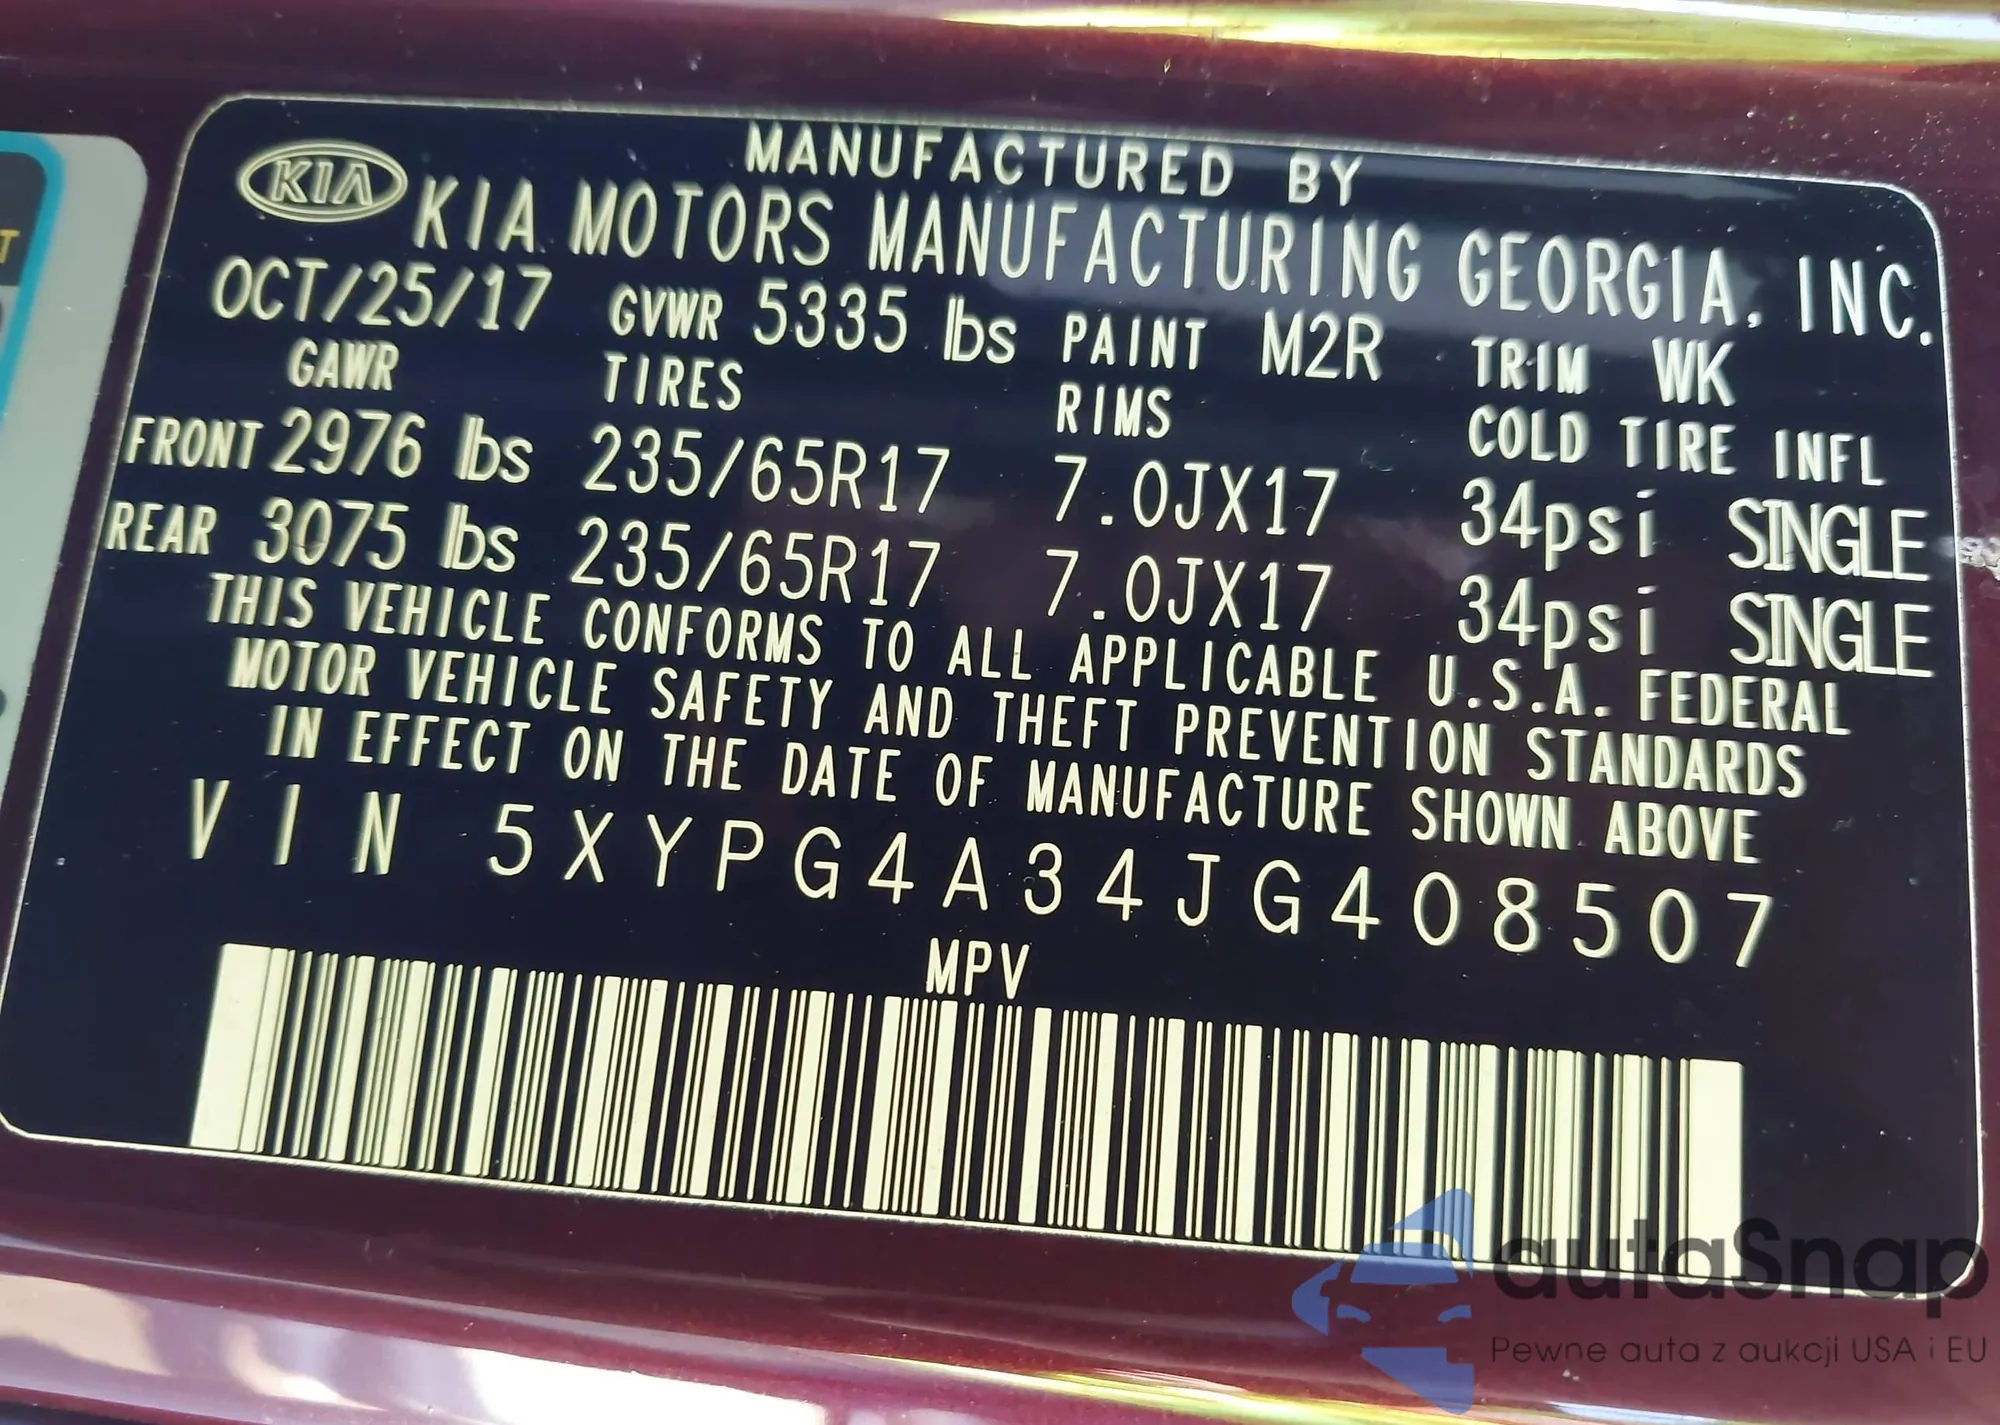 MANUFACTURED BY
KIA KIA MOTORS MANUFACTURING GEORGIA, INC.
OCT/25/17 GVWR 5335 lbs PAINT M2R TRIM WK
GAWR TIRES RIMS COLD TIRE INFL
FRONT 2976 lbs 235/65R17 7.0JX17 34psi SINGLE
REAR 3075 lbs 235/65R17 7.0JX17 34psi SINGLE
THIS VEHICLE CONFORMS TO ALL APPLICABLE U.S.A. FEDERAL
MOTOR VEHICLE SAFETY AND THEFT PREVENTION STANDARDS
IN EFFECT ON THE DATE OF MANUFACTURE SHOWN ABOVE
VIN 5XYPG4A34JG408507
MPV
autaSnap
Pewne auta z aukcji USA i EU
T